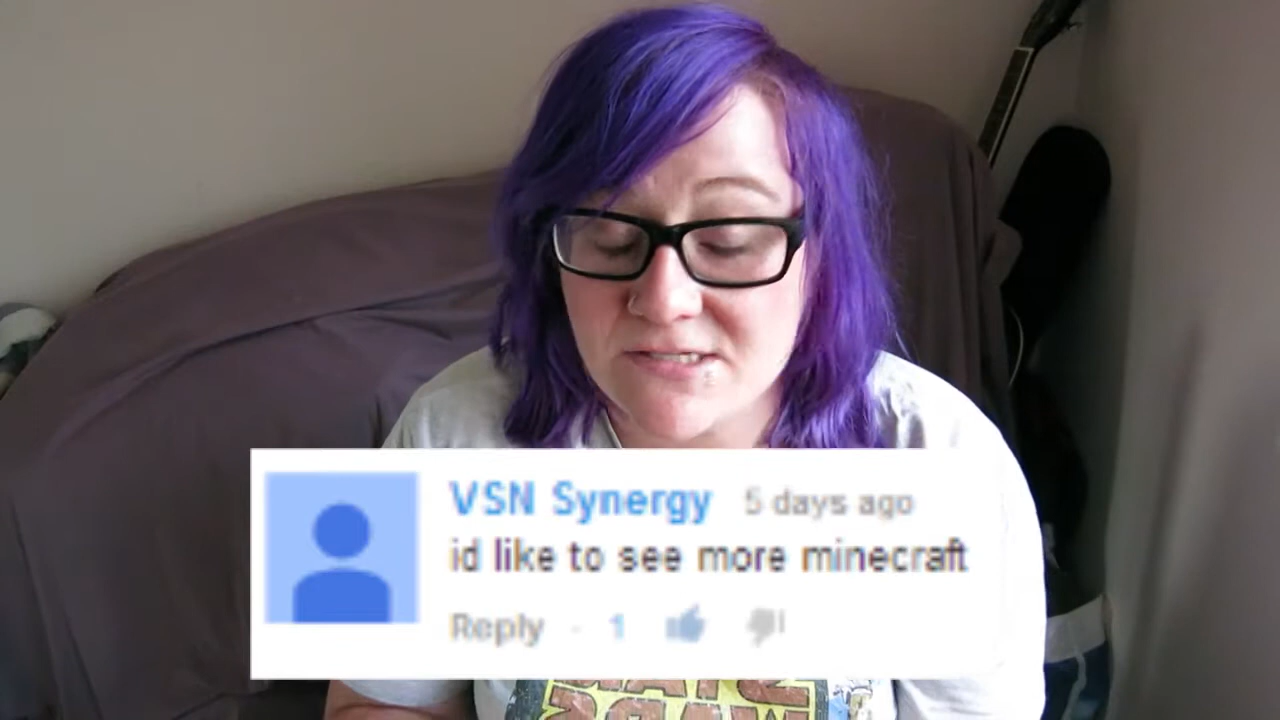 VSN Synergy 5 days ago
id like to see more minecraft
Reply · 1